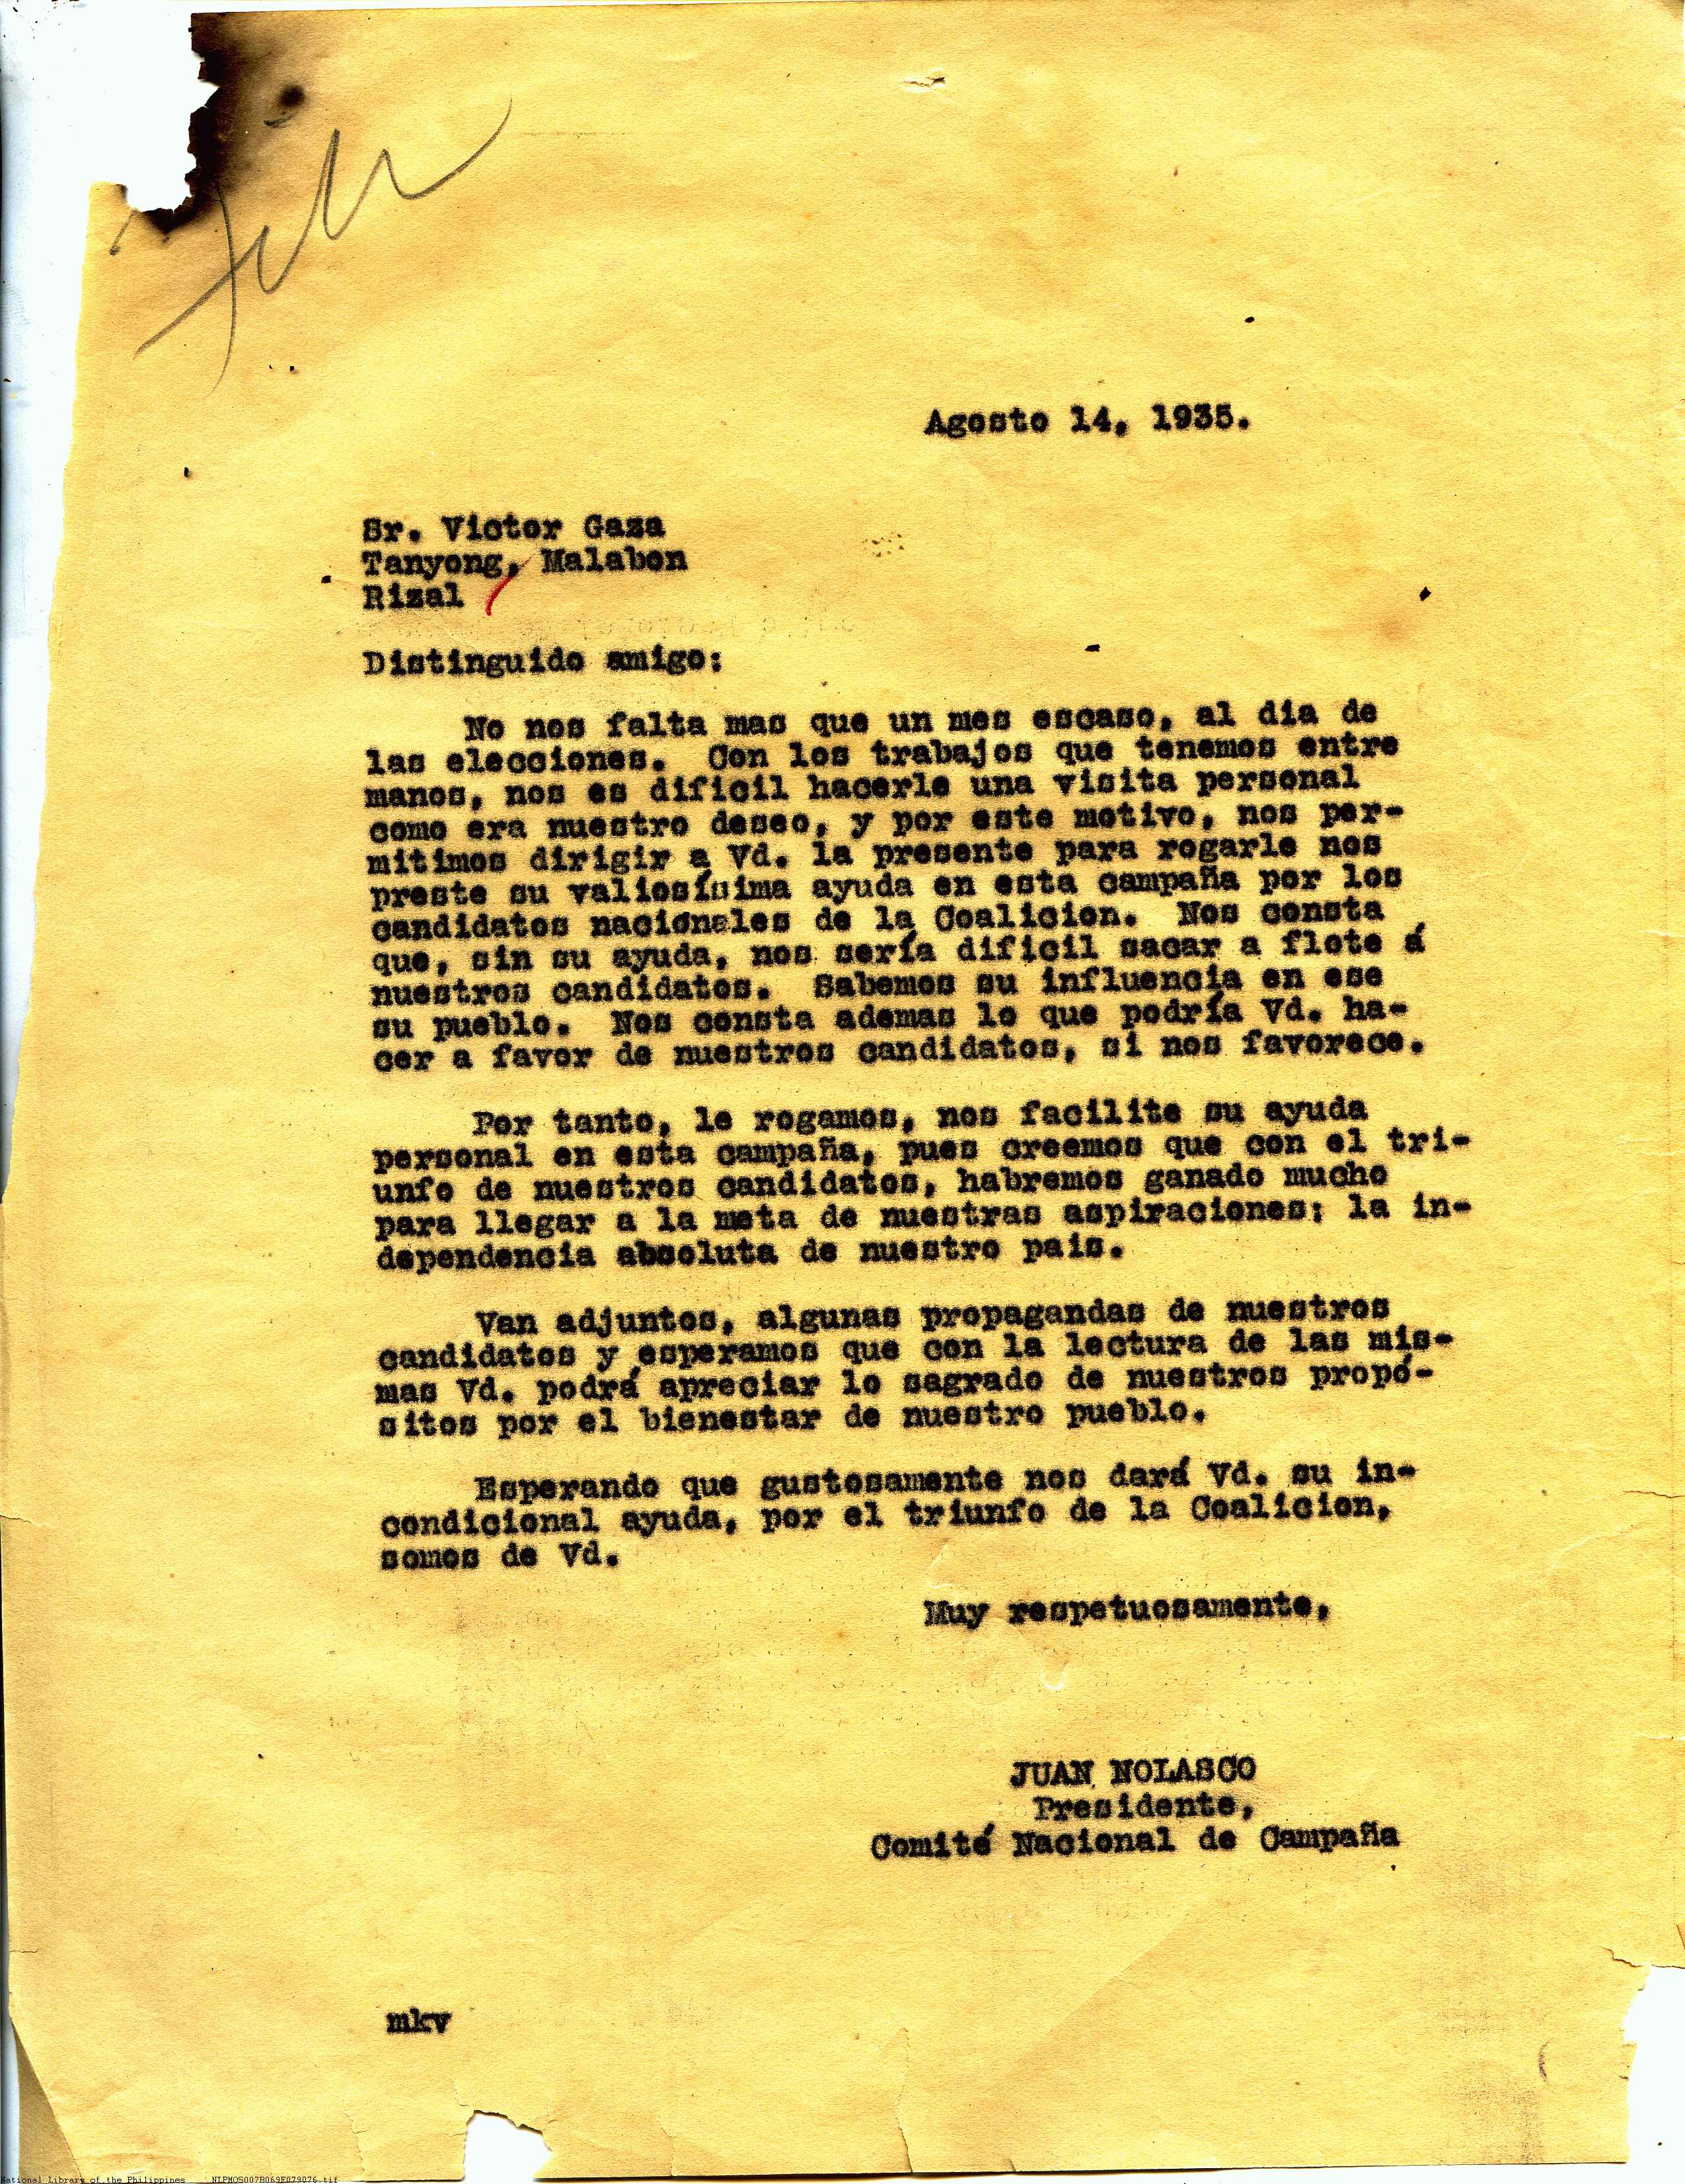 file
Agosto 14, 1935.
Sr. Victor Gaza
Tanyong, Malabon
Rizal
Distinguido amigo:
No nos falta mas que un mes escaso, al dia de
las elecciones. Con los trabajos que tenemos entre
manos, nos es dificil hacerle una visita personal
como era nuestro deseo, y por este motivo, nos per-
mitimos dirigir a Vd. la presente para rogarle nos
preste su valiosísima ayuda en esta campaña por los
candidatos nacionales de la Coalicion. Nos consta
que, sin su ayuda, nos sería dificil sacar a flote á
nuestros candidatos. Sabemos su influencia en ese
su pueblo. Nos consta ademas lo que podría Vd. ha-
cer a favor de nuestros candidatos, si nos favorece.
Por tanto, le rogamos, nos facilite su ayuda
personal en esta campaña, pues creemos que con el tri-
unfo de nuestros candidatos, habremos ganado mucho
para llegar a la meta de nuestras aspiraciones; la in-
dependencia absoluta de nuestro pais.
Van adjuntos, algunas propagandas de nuestros
candidatos y esperamos que con la lectura de las mis-
mas Vd. podrá apreciar lo sagrado de nuestros propó-
sitos por el bienestar de nuestro pueblo.
Esperando que gustosamente nos dará Vd. su in-
condicional ayuda, por el triunfo de la Coalicion,
somos de Vd.
Muy respetuosamente,
JUAN NOLASCO
Presidente,
Comité Nacional de Campaña
mkv
National Library of the Philippines NLPMOS007B069F029026.tif